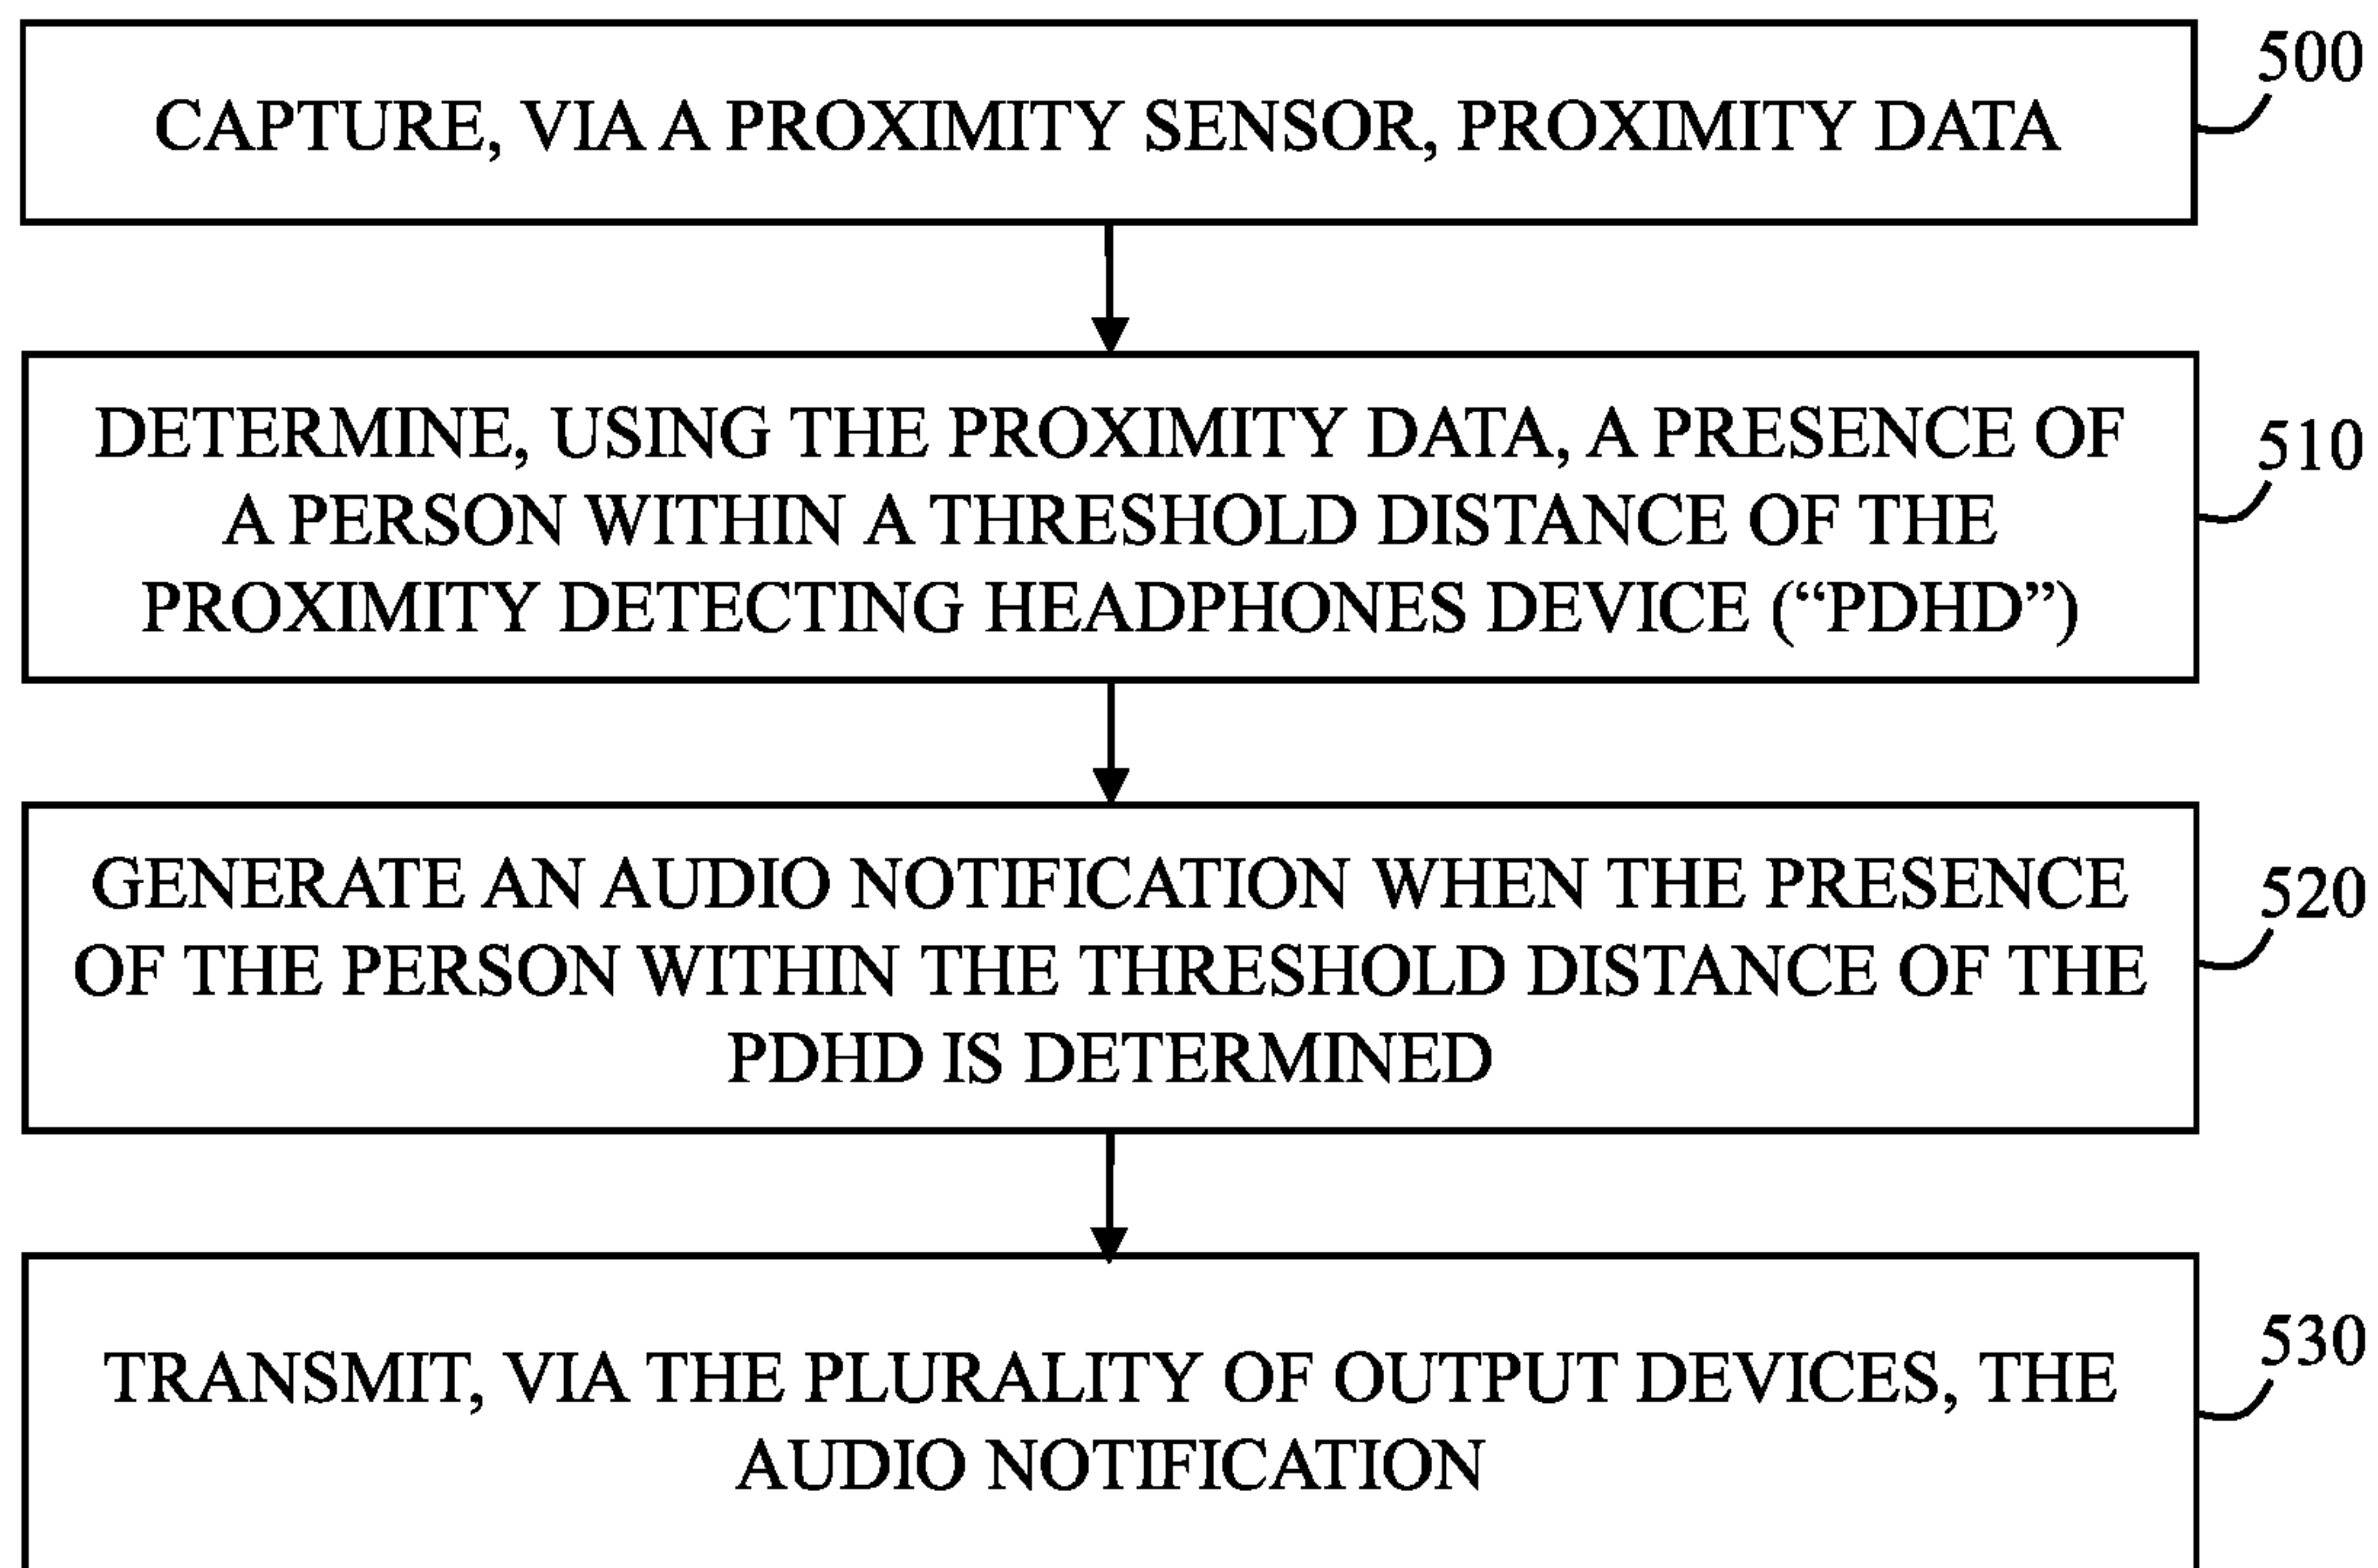 500
CAPTURE, VIA A PROXIMITY SENSOR, PROXIMITY DATA
510
DETERMINE, USING THE PROXIMITY DATA, A PRESENCE OF
A PERSON WITHIN A THRESHOLD DISTANCE OF THE
PROXIMITY DETECTING HEADPHONES DEVICE (“PDHD”)
520
GENERATE AN AUDIO NOTIFICATION WHEN THE PRESENCE
OF THE PERSON WITHIN THE THRESHOLD DISTANCE OF THE
PDHD IS DETERMINED
530
TRANSMIT, VIA THE PLURALITY OF OUTPUT DEVICES, THE
AUDIO NOTIFICATION